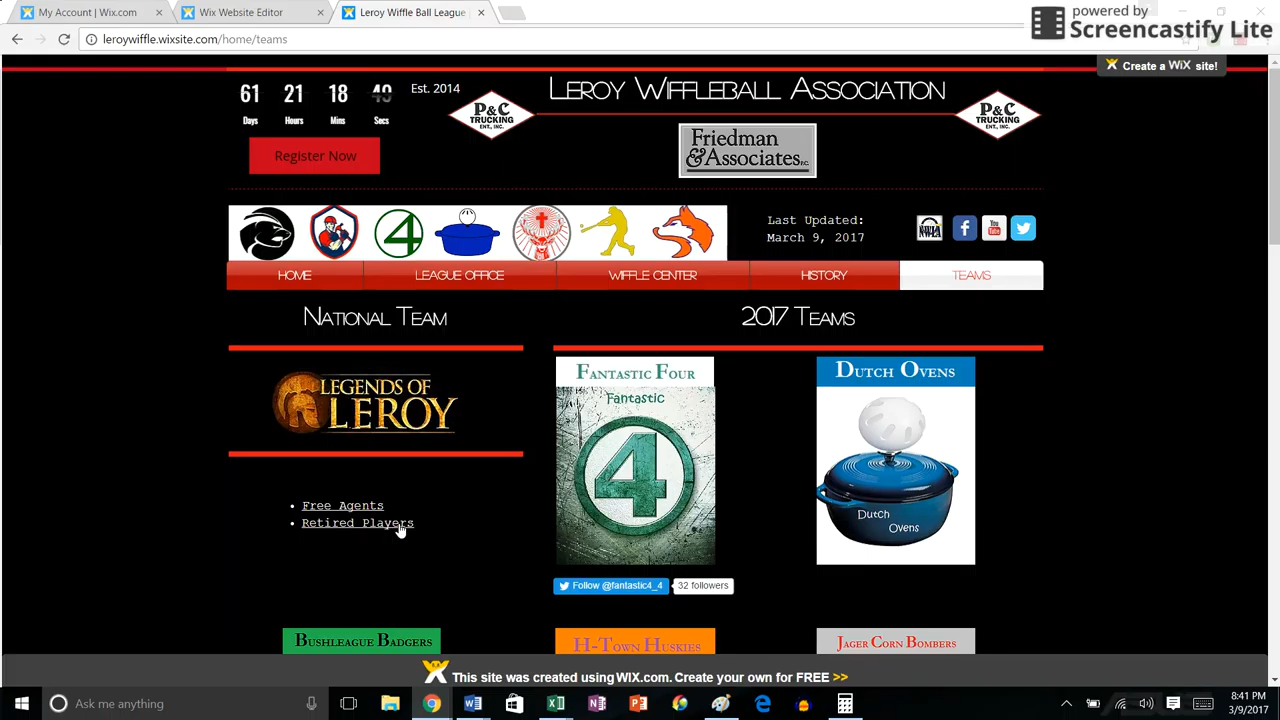 My Account | Wix.com
Wix Website Editor
Leroy Wiffle Ball League
powered by
Screencastify Lite
leroywiffle.wixsite.com/home/teams
Create a WiX site!
61 21 18
Days Hours Mins Secs
Est. 2014
Leroy Wiffleball Association
P&C
TRUCKING
ENT., INC.
P&C
TRUCKING
ENT., INC.
Friedman
&Associates P.C.
Register Now
4
Last Updated:
March 9, 2017
NWLA
f
You
Tube
HOME
LEAGUE OFFICE
WIFFLE CENTER
HISTORY
TEAMS
National Team
2017 Teams
LEGENDS OF
LEROY
• Free Agents
• Retired Players
Fantastic Four
Fantastic
4
Dutch Ovens
Dutch
Ovens
Follow @fantastic4_4
32 followers
Bushleague Badgers
H-Town Huskies
Jager Corn Bombers
This site was created using WIX.com. Create your own for FREE >>
Ask me anything
8:41 PM
3/9/2017